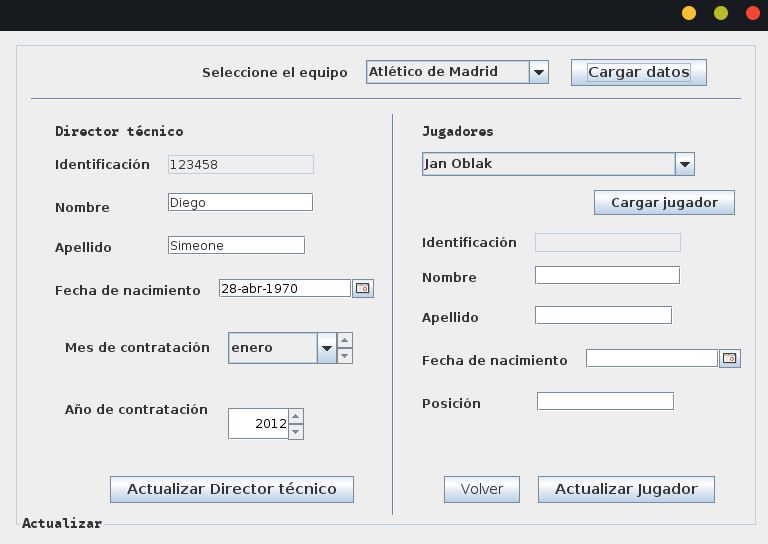 Seleccione el equipo Atlético de Madrid Cargar datos
Director técnico
Identificación 123458
Nombre Diego
Apellido Simeone
Fecha de nacimiento 28-abr-1970
Mes de contratación enero
Año de contratación 2012
Actualizar Director técnico
Jugadores
Jan Oblak
Cargar jugador
Identificación
Nombre
Apellido
Fecha de nacimiento
Posición
Volver Actualizar Jugador
Actualizar